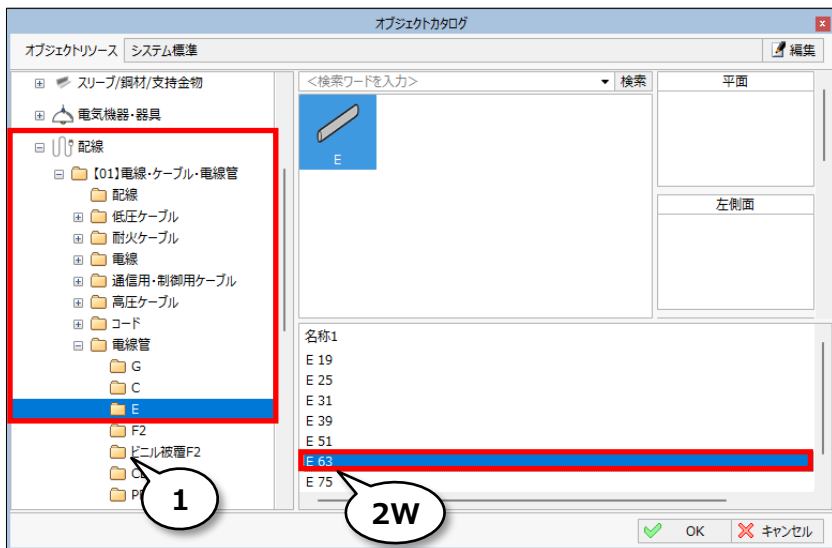 オブジェクトカタログ
オブジェクトリソース システム標準
編集
スリーブ/鋼材/支持金物
電気機器・器具
配線
【01】電線・ケーブル・電線管
配線
低圧ケーブル
耐火ケーブル
電線
通信用・制御用ケーブル
高圧ケーブル
コード
電線管
G
C
E
F2
ビニル被覆F2
1
<検索ワードを入力>
検索
E
平面
左側面
名称1
E 19
E 25
E 31
E 39
E 51
E 63
E 75
2W
OK
キャンセル